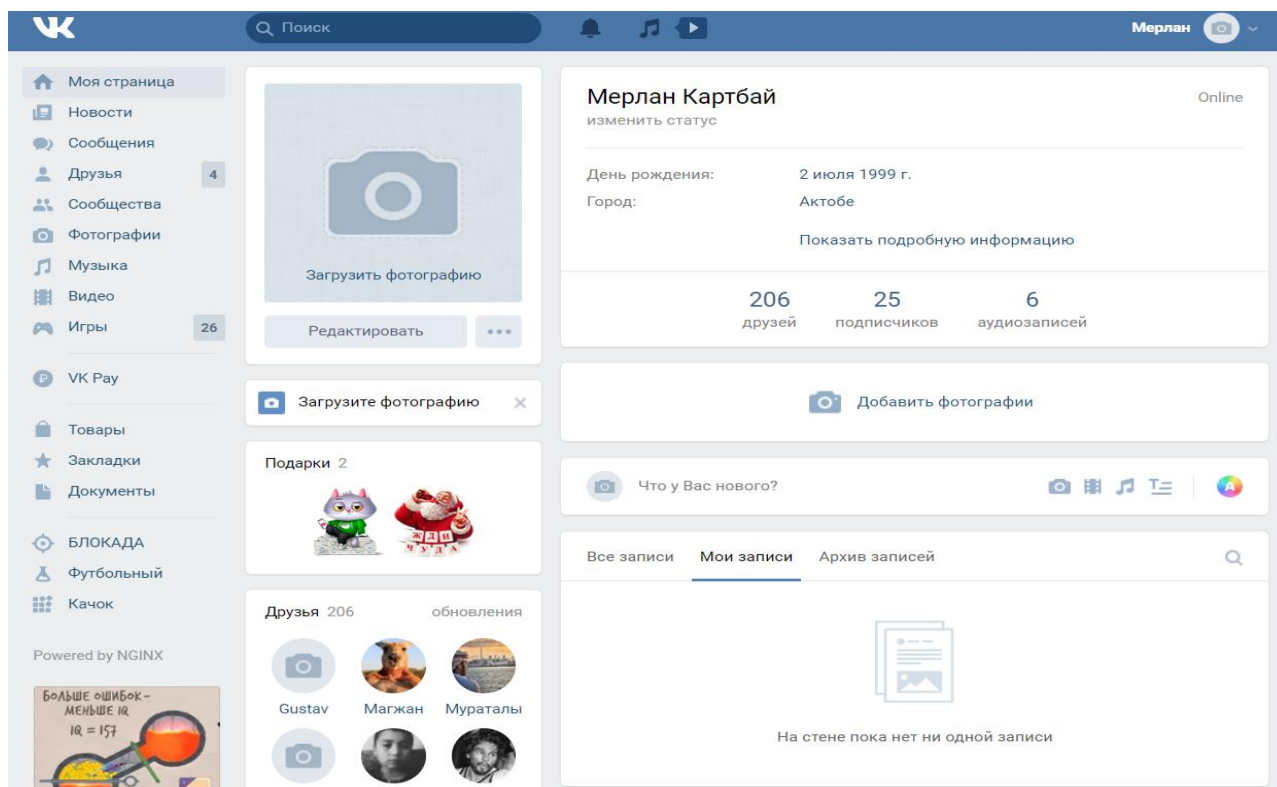 VK
Поиск
Мерлан
Моя страница
Новости
Сообщения
Друзья 4
Сообщества
Фотографии
Музыка
Видео
Игры 26
VK Pay
Товары
Закладки
Документы
БЛОКАДА
Футбольный
Качок
Powered by NGINX
БОЛЬШЕ ОШИБОК –
МЕНЬШЕ IQ
IQ = 157
Загрузить фотографию
Редактировать
Загрузите фотографию
Подарки 2
ЖДИ
ЧУДА
Друзья 206 обновления
Gustav Магжан Мураталы
Мерлан Картбай Online
изменить статус
День рождения: 2 июля 1999 г.
Город: Актобе
Показать подробную информацию
206 25 6
друзей подписчиков аудиозаписей
Добавить фотографии
Что у Вас нового?
Все записи Мои записи Архив записей
На стене пока нет ни одной записи